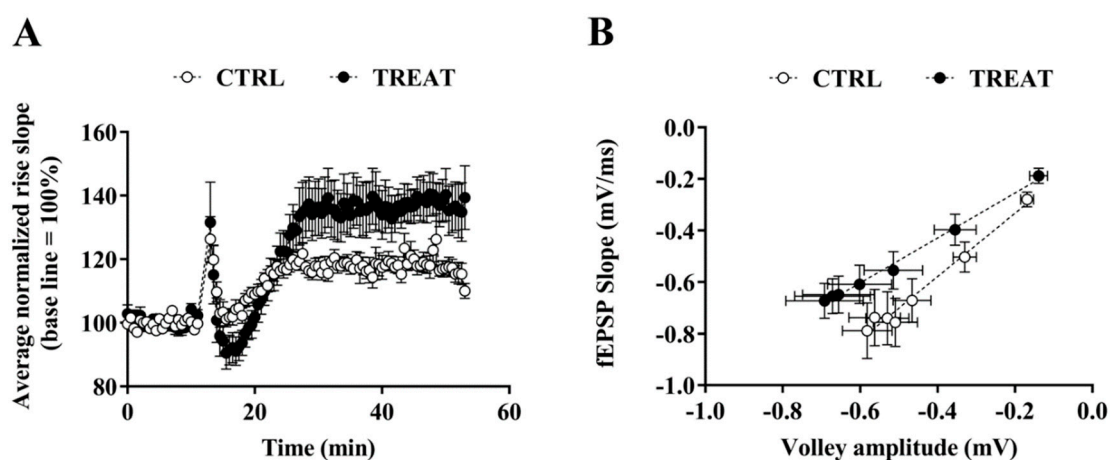 A
CTRL TREAT
Average normalized rise slope
(base line = 100%)
160
140
120
100
80
0 20 40 60
Time (min)
B
CTRL TREAT
fEPSP Slope (mV/ms)
0.0
-0.2
-0.4
-0.6
-0.8
-1.0
-1.0 -0.8 -0.6 -0.4 -0.2 0.0
Volley amplitude (mV)